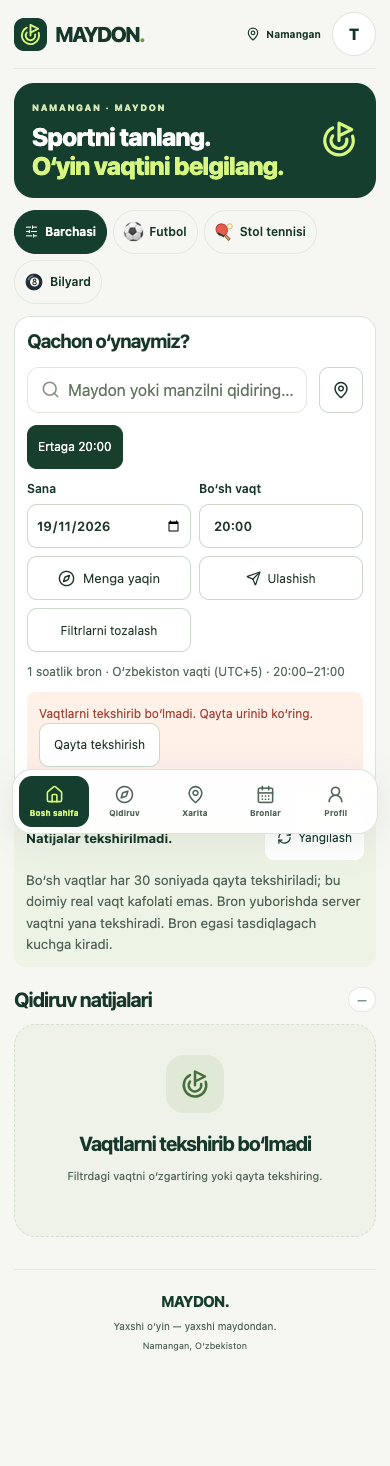 MAYDON.
Namangan
T
NAMANGAN · MAYDON
Sportni tanlang.
O‘yin vaqtini belgilang.
Barchasi
Futbol
Stol tennisi
8
Bilyard
Qachon o‘ynaymiz?
Maydon yoki manzilni qidiring...
Ertaga 20:00
Sana
Bo‘sh vaqt
19/11/2026
20:00
Menga yaqin
Ulashish
Filtrlarni tozalash
1 soatlik bron · O‘zbekiston vaqti (UTC+5) · 20:00–21:00
Vaqtlarni tekshirib bo‘lmadi. Qayta urinib ko‘ring.
Qayta tekshirish
Bosh sahifa
Qidiruv
Xarita
Bronlar
Profil
Natijalar tekshirilmadi.
Yangilash
Bo‘sh vaqtlar har 30 soniyada qayta tekshiriladi; bu
doimiy real vaqt kafolati emas. Bron yuborishda server
vaqtni yana tekshiradi. Bron egasi tasdiqlagach
kuchga kiradi.
Qidiruv natijalari
–
Vaqtlarni tekshirib bo‘lmadi
Filtrdagi vaqtni o‘zgartiring yoki qayta tekshiring.
MAYDON.
Yaxshi o‘yin — yaxshi maydondan.
Namangan, O‘zbekiston